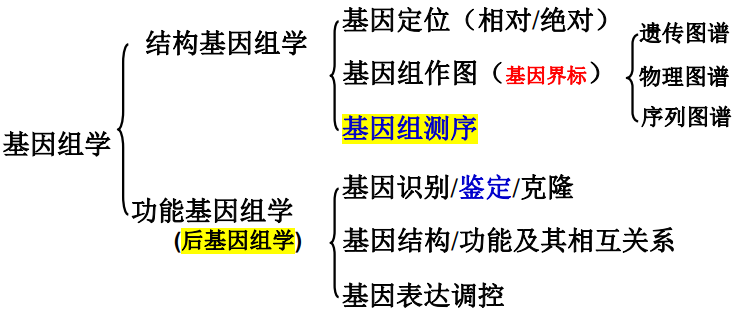 基因组学
结构基因组学
基因定位（相对/绝对）
基因组作图（基因界标）
遗传图谱
物理图谱
序列图谱
基因组测序
功能基因组学
(后基因组学)
基因识别/鉴定/克隆
基因结构/功能及其相互关系
基因表达调控